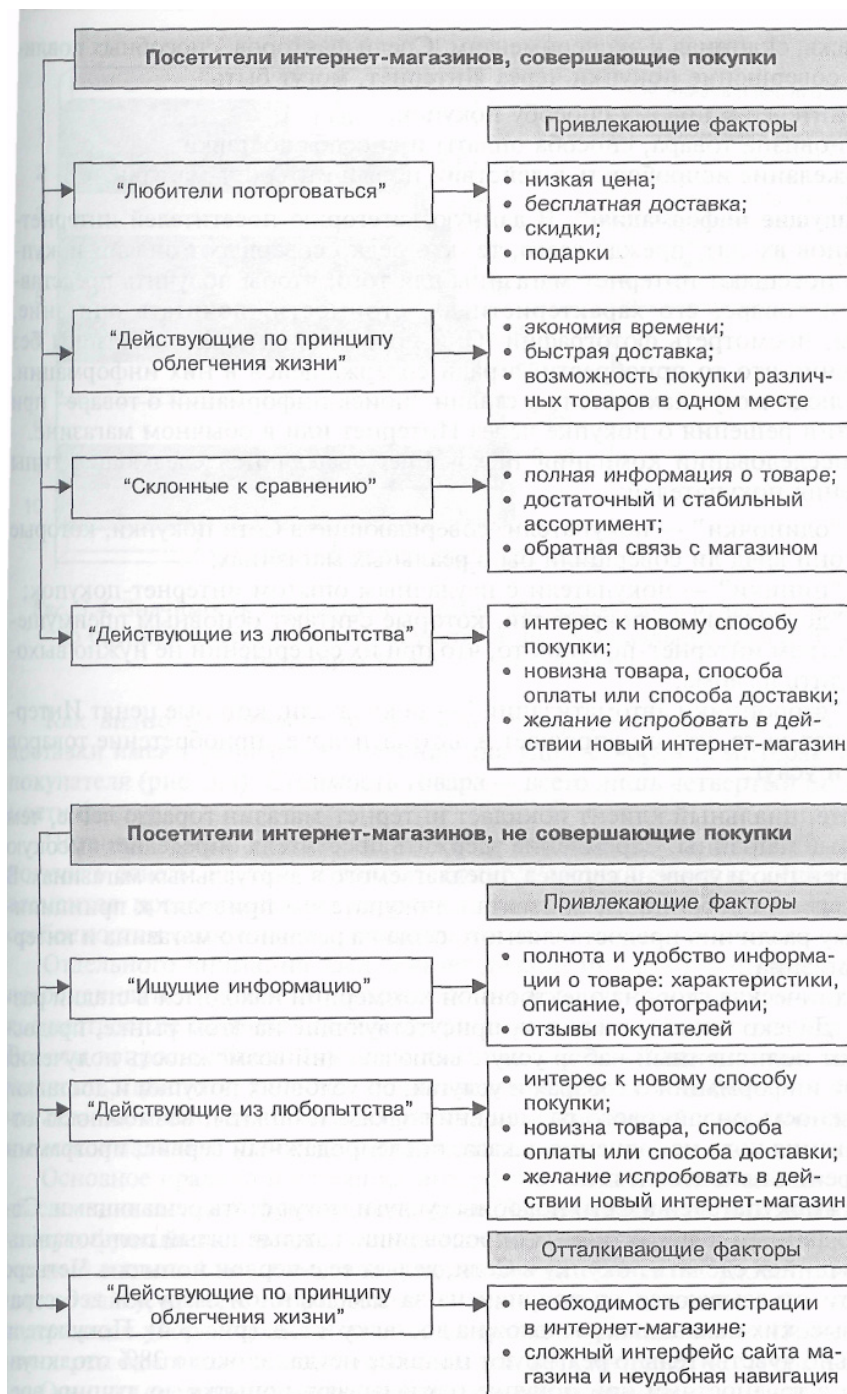 Посетители интернет-магазинов, совершающие покупки
Привлекающие факторы
“Любители поторговаться”
• низкая цена;
• бесплатная доставка;
• скидки;
• подарки
“Действующие по принципу
облегчения жизни”
• экономия времени;
• быстрая доставка;
• возможность покупки различ-
ных товаров в одном месте
“Склонные к сравнению”
• полная информация о товаре;
• достаточный и стабильный
ассортимент;
• обратная связь с магазином
“Действующие из любопытства”
• интерес к новому способу
покупки;
• новизна товара, способа
оплаты или способа доставки;
• желание испробовать в дей-
ствии новый интернет-магазин
Посетители интернет-магазинов, не совершающие покупки
Привлекающие факторы
“Ищущие информацию”
• полнота и удобство информа-
ции о товаре: характеристики,
описание, фотографии;
• отзывы покупателей
“Действующие из любопытства”
• интерес к новому способу
покупки;
• новизна товара, способа
оплаты или способа доставки;
• желание испробовать в дей-
ствии новый интернет-магазин
Отталкивающие факторы
“Действующие по принципу
облегчения жизни”
• необходимость регистрации
в интернет-магазине;
• сложный интерфейс сайта ма-
газина и неудобная навигация